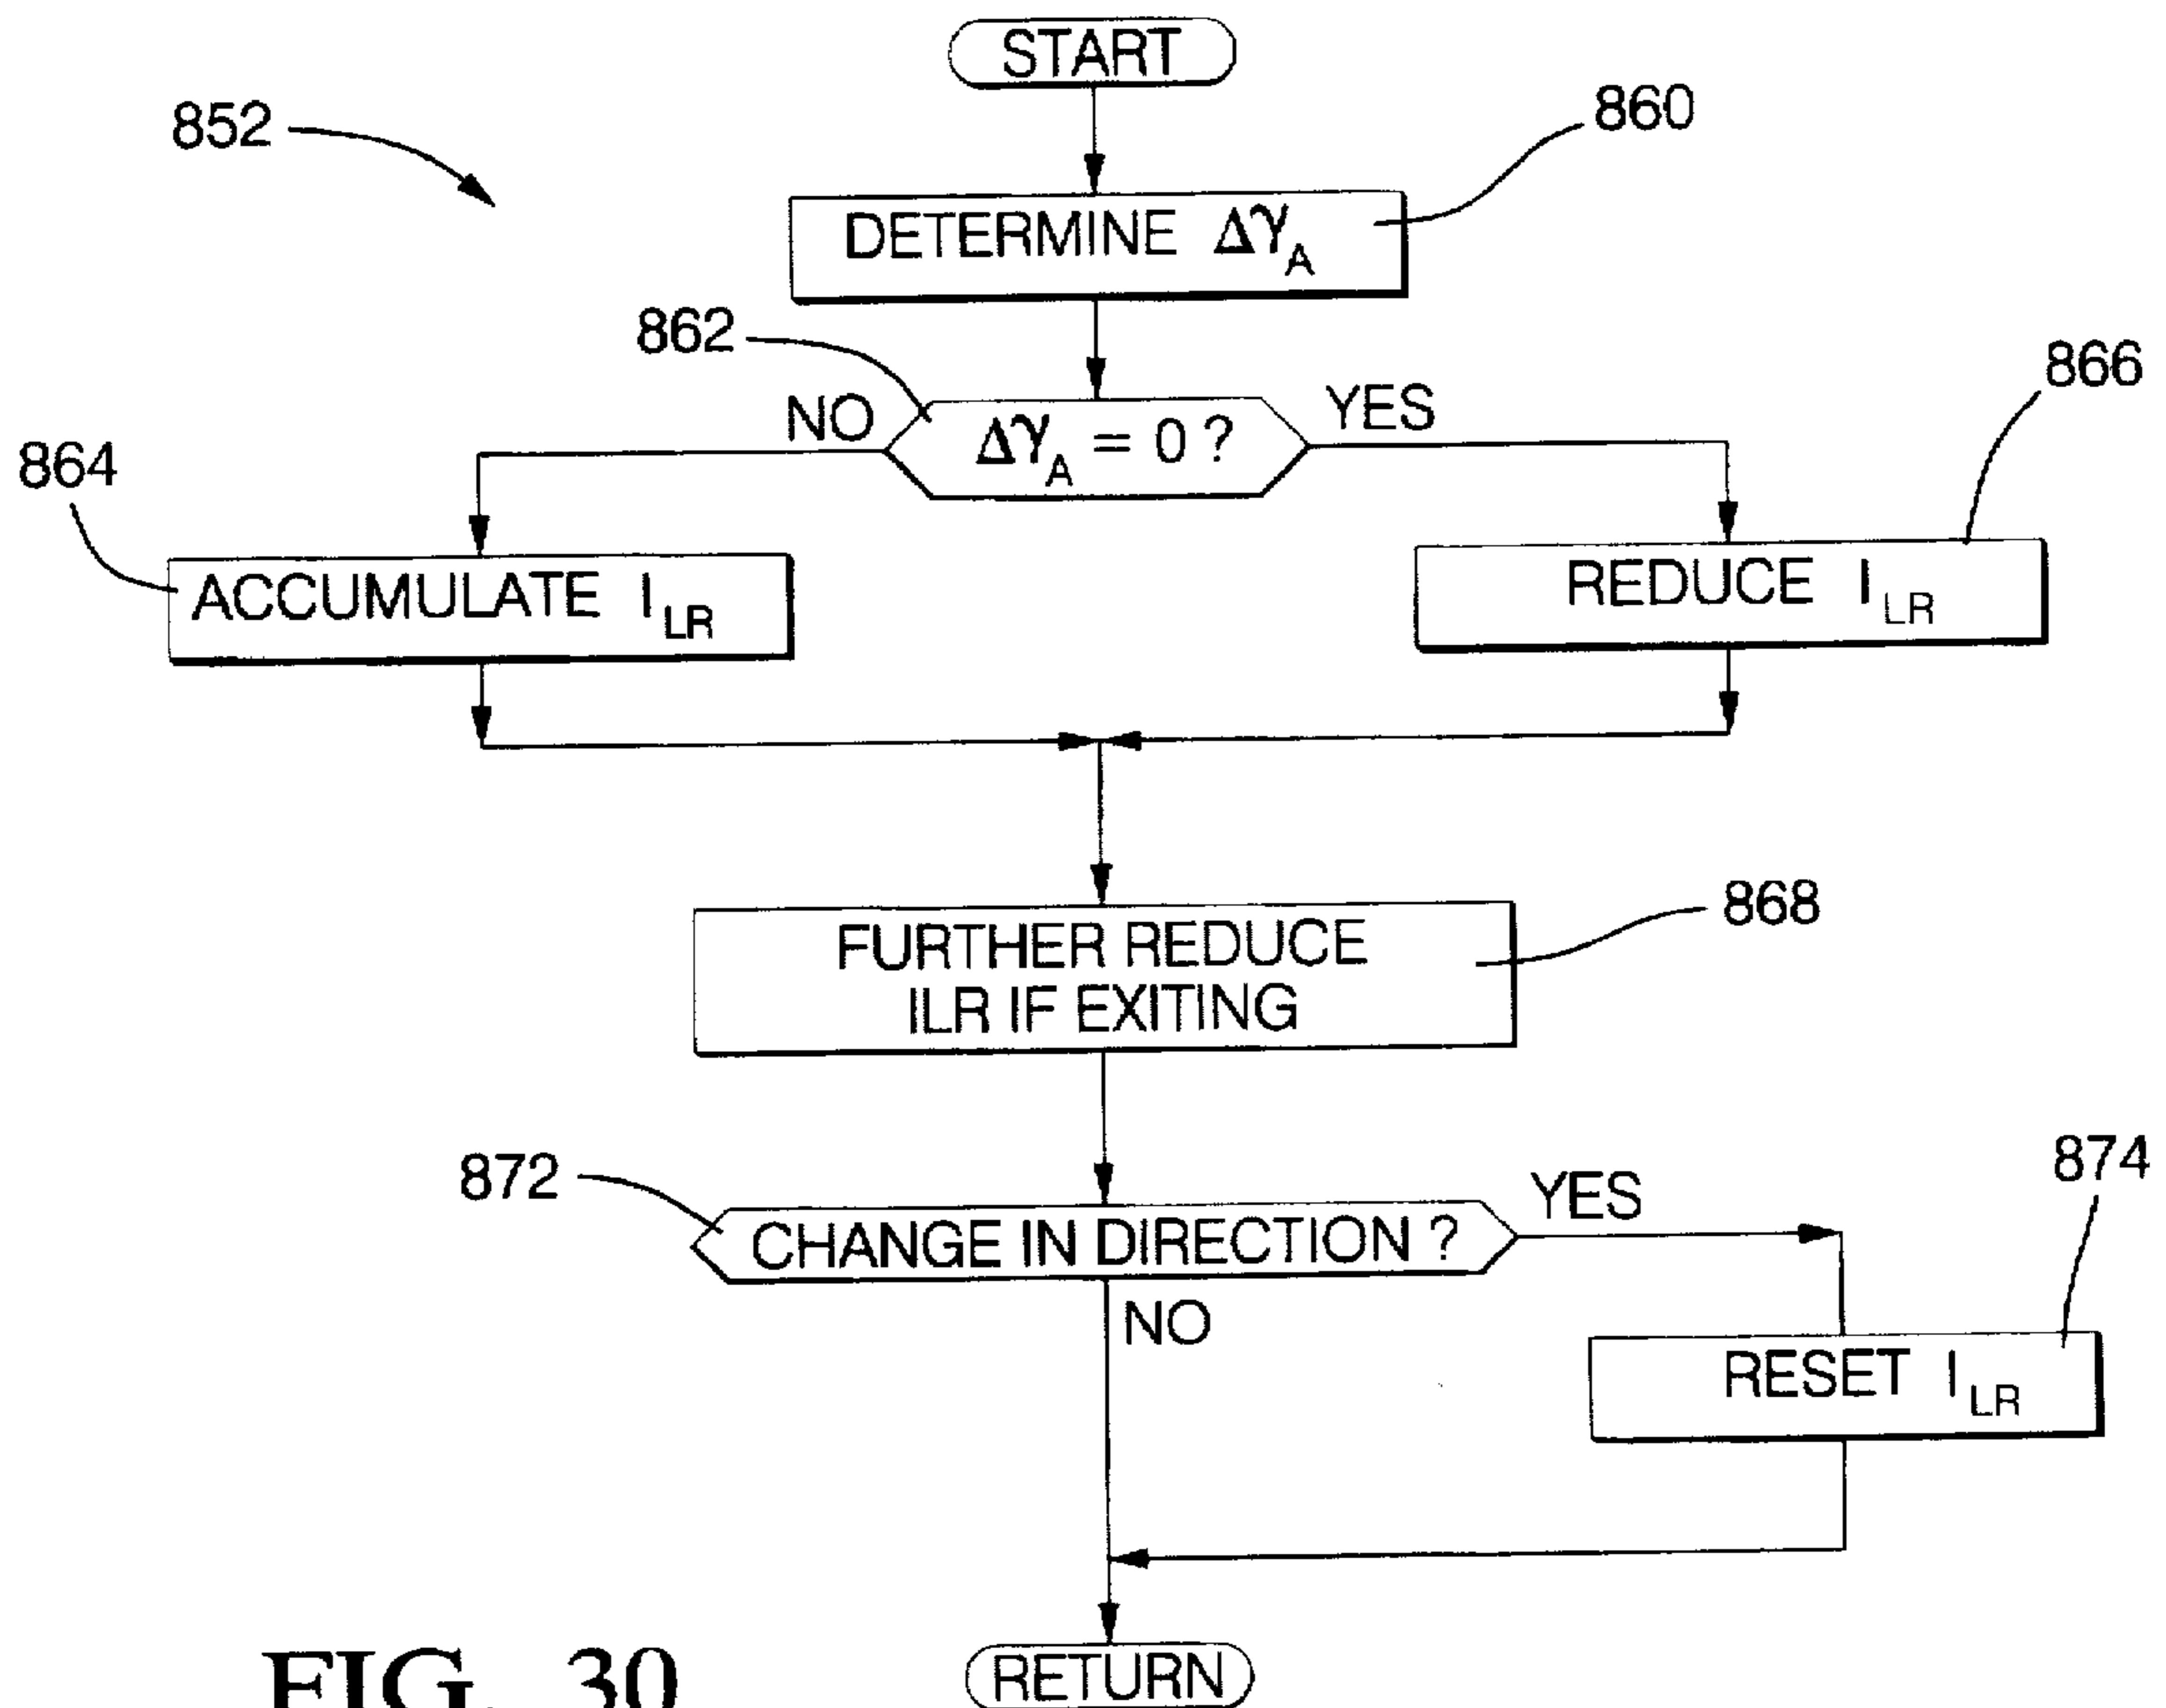 START
852
860
DETERMINE ΔγA
862
866
NO
YES
ΔγA = 0 ?
864
ACCUMULATE ILR
REDUCE ILR
868
FURTHER REDUCE
ILR IF EXITING
872
874
YES
CHANGE IN DIRECTION ?
NO
RESET ILR
FIG. 30
RETURN